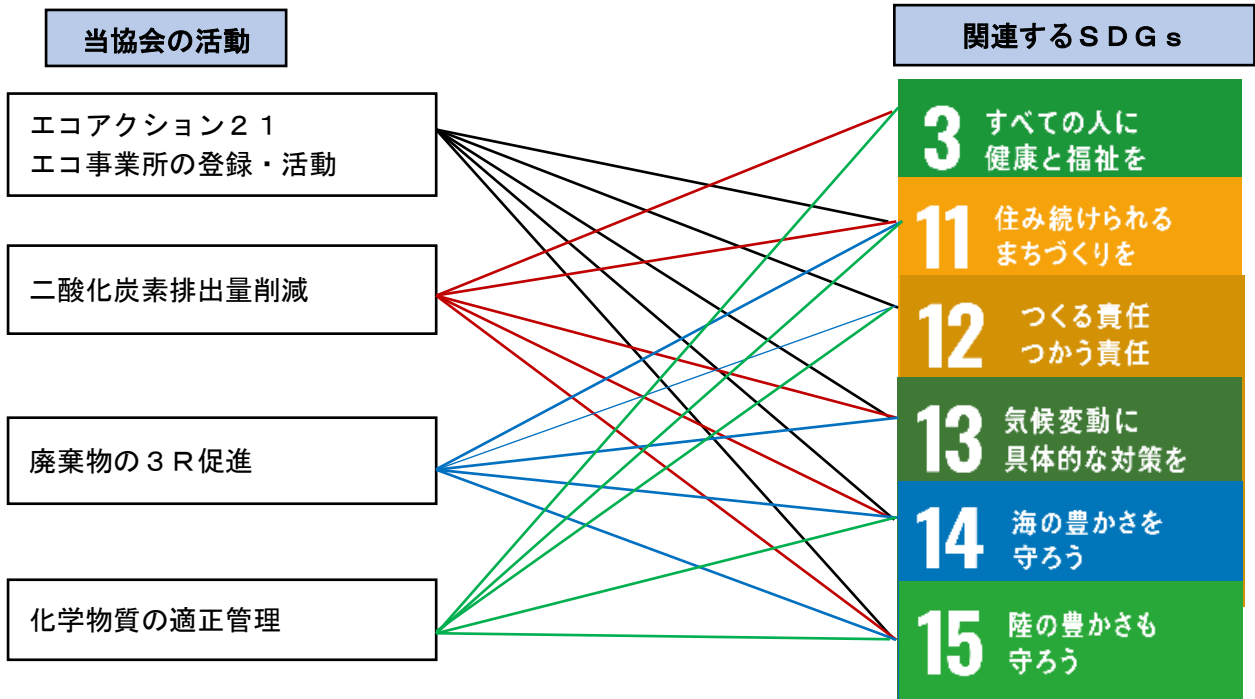 当協会の活動
関連するＳＤＧｓ
エコアクション２１
エコ事業所の登録・活動
二酸化炭素排出量削減
廃棄物の３Ｒ促進
化学物質の適正管理
3
すべての人に
健康と福祉を
11
住み続けられる
まちづくりを
12
つくる責任
つかう責任
13
気候変動に
具体的な対策を
14
海の豊かさを
守ろう
15
陸の豊かさも
守ろう